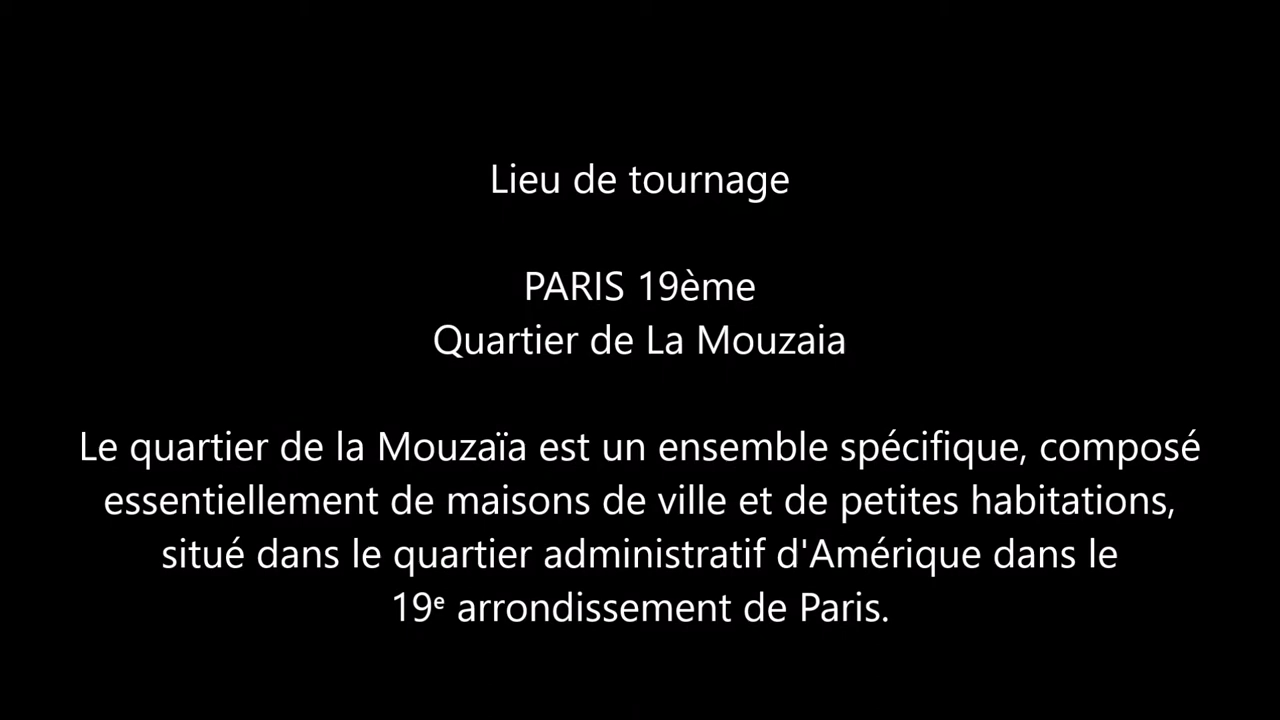 Lieu de tournage
PARIS 19ème
Quartier de La Mouzaia
Le quartier de la Mouzaïa est un ensemble spécifique, composé
essentiellement de maisons de ville et de petites habitations,
situé dans le quartier administratif d'Amérique dans le
19ᵉ arrondissement de Paris.